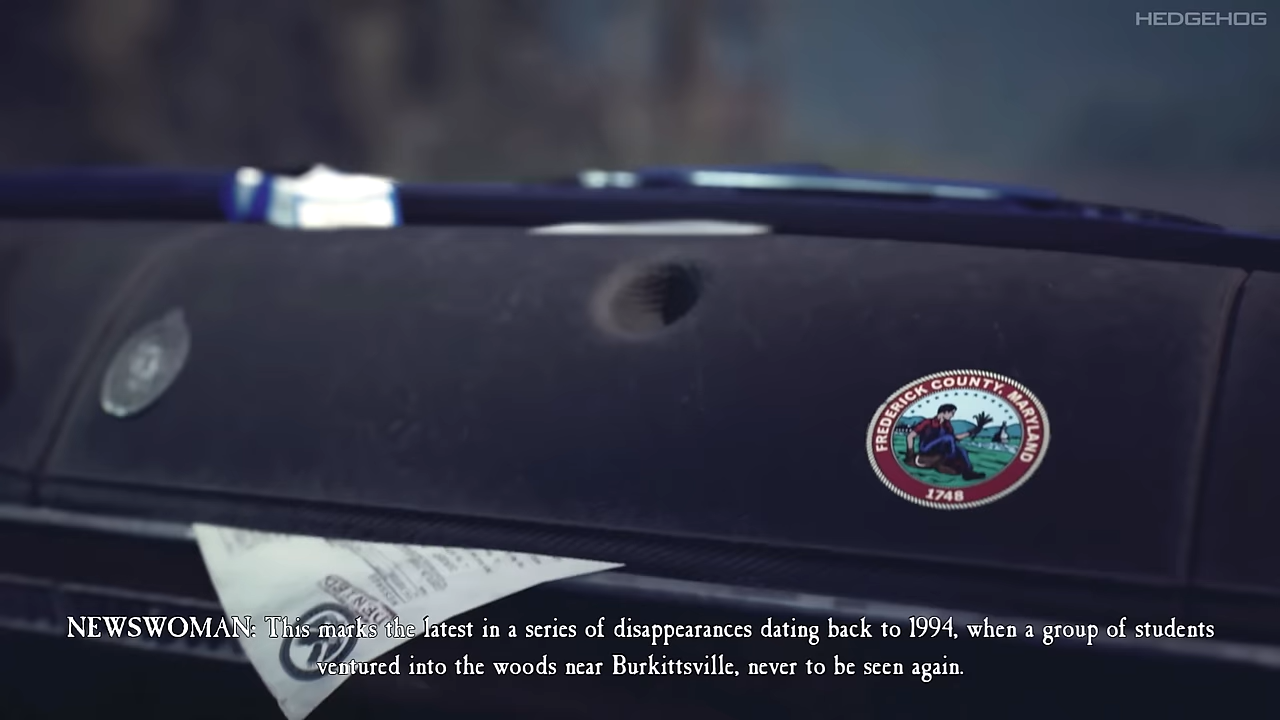 HEDGEHOG
FREDERICK COUNTY, MARYLAND
1748
DENIED
NEWSWOMAN: This marks the latest in a series of disappearances dating back to 1994, when a group of students
ventured into the woods near Burkittsville, never to be seen again.